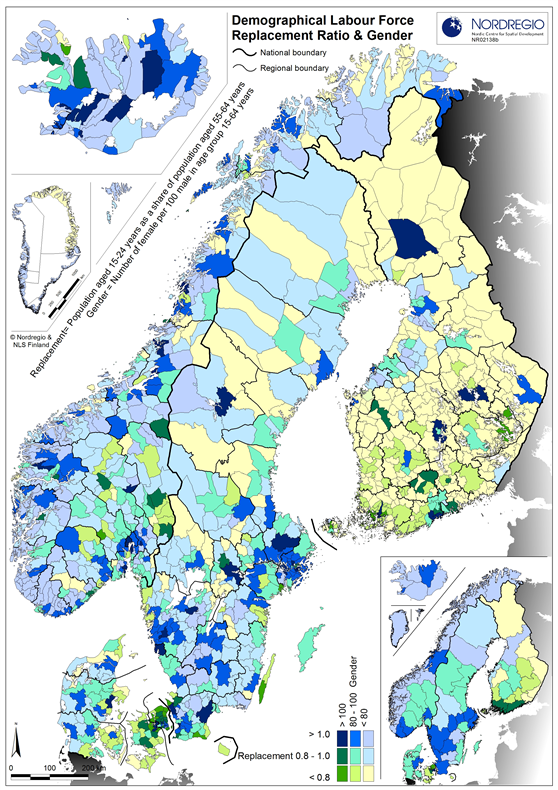 Demographical Labour Force
Replacement Ratio & Gender
National boundary
Regional boundary
NORDREGIO
Nordic Centre for Spatial Development
NR02138b
Replacement= Population aged 15-24 years as a share of population aged 55-64 years
Gender = Number of female per 100 male in age group 15-64 years
© Nordregio &
NLS Finland
> 100
80 - 100
< 80
Gender
> 1.0
Replacement 0.8 - 1.0
< 0.8
N
0
100
200 km